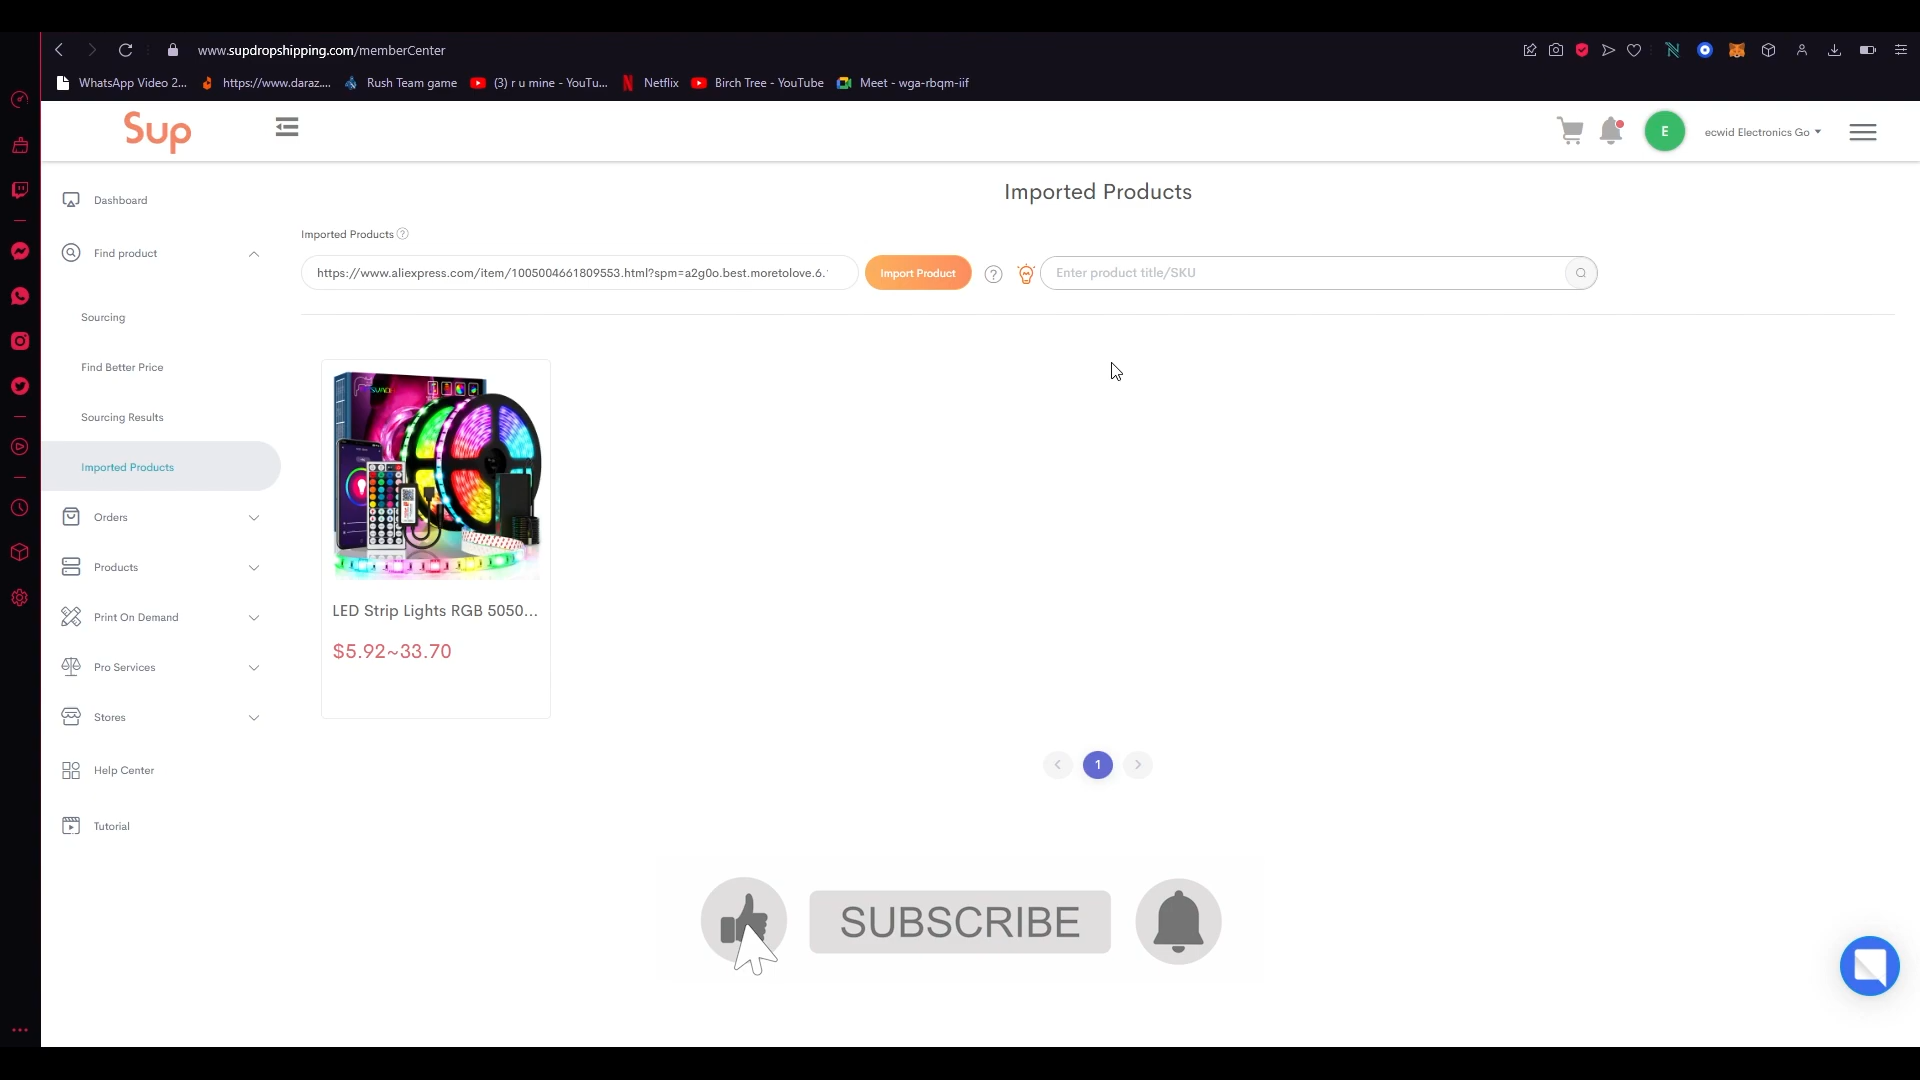 www.supdropshipping.com/memberCenter
WhatsApp Video 2... https://www.daraz.... Rush Team game (3) r u mine - YouTu... Netflix Birch Tree - YouTube Meet - wga-rbqm-iif
Sup E ecwid Electronics Go
Imported Products
Dashboard
Imported Products
Find product
https://www.aliexpress.com/item/1005004661809553.html?spm=a2g0o.best.moretolove.6. Import Product Enter product title/SKU
Sourcing
Find Better Price
Sourcing Results
Imported Products
Orders
Products
Print On Demand
Pro Services
Stores
Help Center
Tutorial
LED Strip Lights RGB 5050...
$5.92~33.70
1
SUBSCRIBE